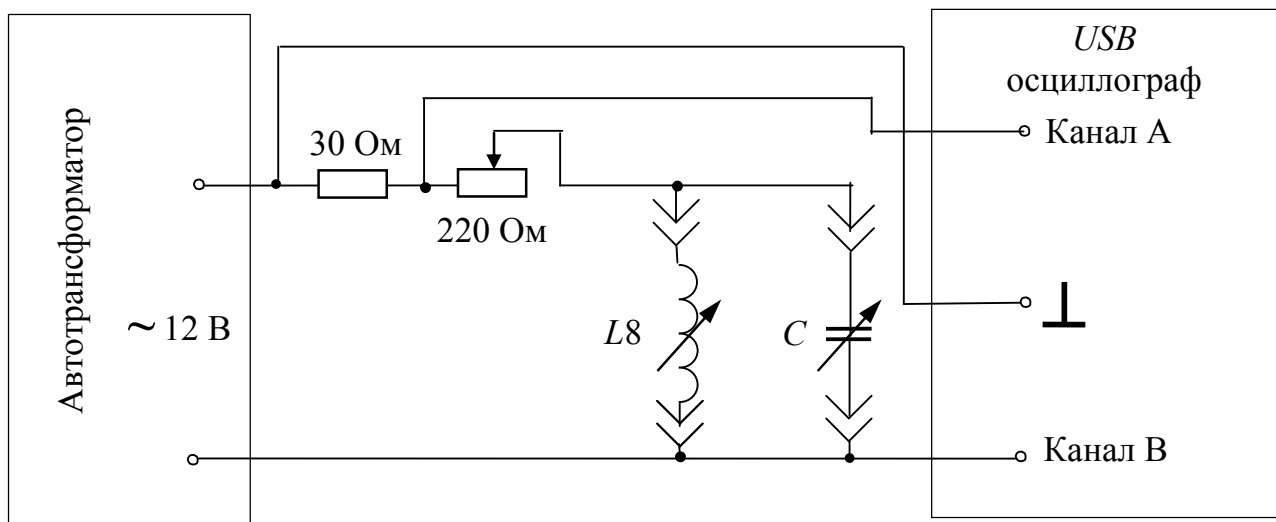 Автотрансформатор
~ 12 В
30 Ом
220 Ом
L8
C
USB
осциллограф
Канал А
Канал В